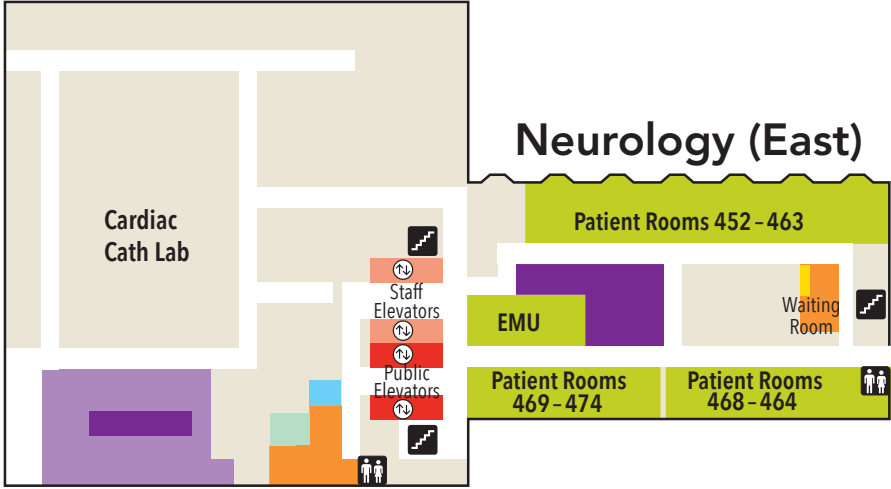 Neurology (East)
Cardiac
Cath Lab
Patient Rooms 452–463
Staff
Elevators
Waiting
Room
EMU
Public
Elevators
Patient Rooms
469–474
Patient Rooms
468–464